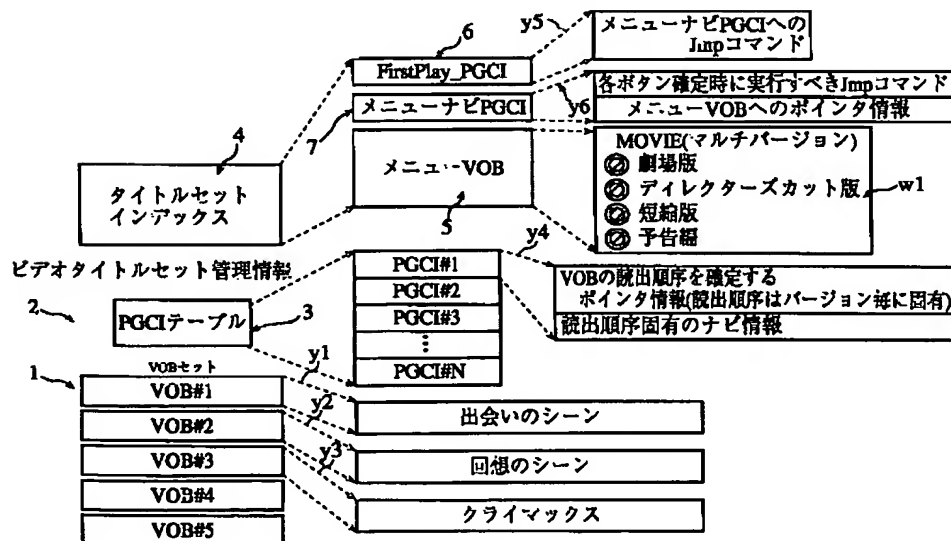 y5
メニューナビPGCIへの
Jmpコマンド
6
FirstPlay_PGCI
各ボタン確定時に実行すべきJmpコマンド
y6
メニューVOBへのポインタ情報
7
メニューナビPGCI
4
MOVIE(マルチバージョン)
劇場版
ディレクターズカット版
短縮版
予告編
w1
メニューVOB
5
タイトルセット
インデックス
y4
ビデオタイトルセット管理情報
PGCI#1
PGCI#2
PGCI#3
⋮
PGCI#N
VOBの読出順序を確定する
ポインタ情報(読出順序はバージョン毎に固有)
読出順序固有のナビ情報
2
PGCIテーブル
3
1
VOBセット
y1
VOB#1
VOB#2
VOB#3
VOB#4
VOB#5
y2
y3
出会いのシーン
回想のシーン
クライマックス